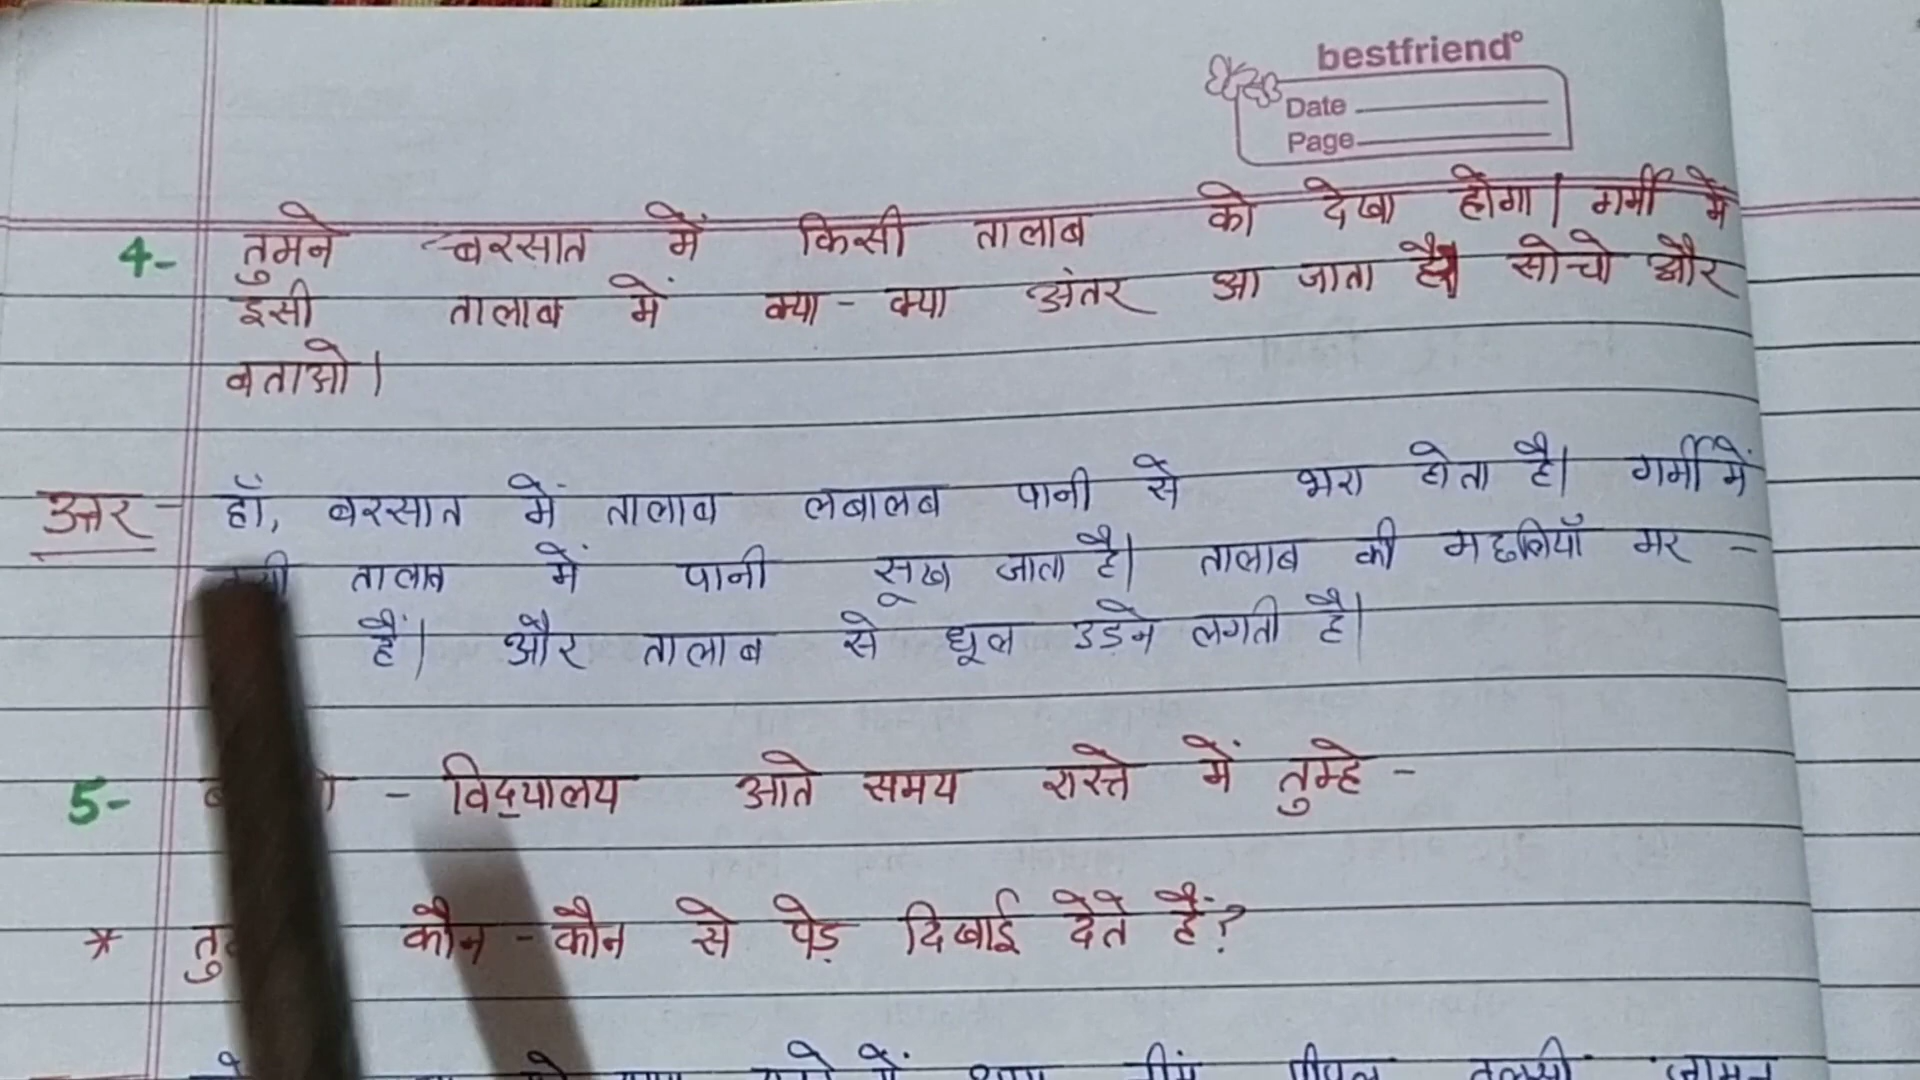 bestfriend
Date
Page
4- तुमने बरसात में किसी तालाब को देखा होगा। गर्मी में
इसी तालाब में क्या - क्या अंतर आ जाता है। सोचो और
बताओ।
उत्तर - हाँ, बरसात में तालाब लबालब पानी से भरा होता है। गर्मी में
तालाब में पानी सूख जाता है। तालाब की मछलियाँ मर -
हैं। और तालाब से धूल उड़ने लगती है।
5- - विद्यालय आते समय रास्ते में तुम्हे -
* कौन - कौन से पेड़ दिखाई देते हैं?